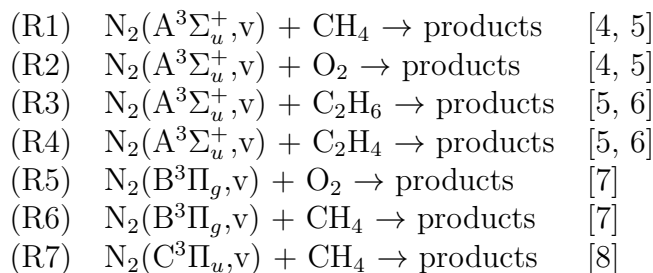 (R1) N₂(A³Σᵤ⁺,v) + CH₄ → products [4, 5]
(R2) N₂(A³Σᵤ⁺,v) + O₂ → products [4, 5]
(R3) N₂(A³Σᵤ⁺,v) + C₂H₆ → products [5, 6]
(R4) N₂(A³Σᵤ⁺,v) + C₂H₄ → products [5, 6]
(R5) N₂(B³Π_g,v) + O₂ → products [7]
(R6) N₂(B³Π_g,v) + CH₄ → products [7]
(R7) N₂(C³Πᵤ,v) + CH₄ → products [8]